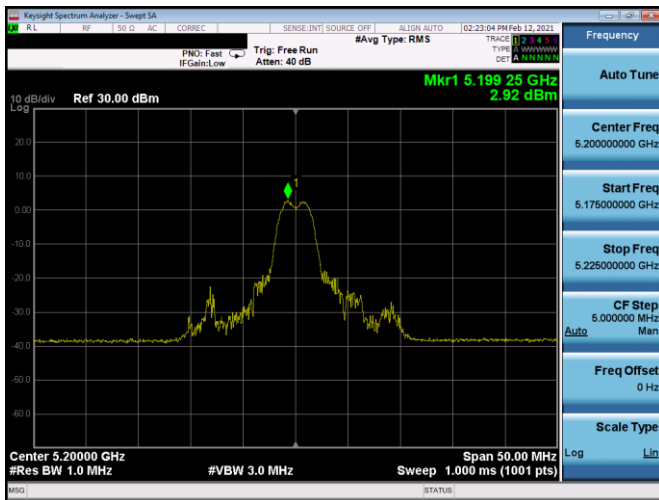 Keysight Spectrum Analyzer - Swept SA
RL RF 50 Ω AC CORREC SENSE:INT SOURCE OFF ALIGN AUTO 02:23:04 PM Feb 12, 2021
#Avg Type: RMS
TRACE 1 2 3 4 5 6
TYPE A WWWWW
DET A N N N N N
PNO: Fast
IFGain:Low
Trig: Free Run
Atten: 40 dB
Mkr1 5.199 25 GHz
2.92 dBm
10 dB/div
Log
Ref 30.00 dBm
1
20.0
10.0
0.00
-10.0
-20.0
-30.0
-40.0
-50.0
-60.0
Center 5.20000 GHz
Span 50.00 MHz
#Res BW 1.0 MHz
#VBW 3.0 MHz
Sweep 1.000 ms (1001 pts)
MSG
STATUS
Frequency
Auto Tune
Center Freq
5.200000000 GHz
Start Freq
5.175000000 GHz
Stop Freq
5.225000000 GHz
CF Step
5.000000 MHz
Auto Man
Freq Offset
0 Hz
Scale Type
Log Lin